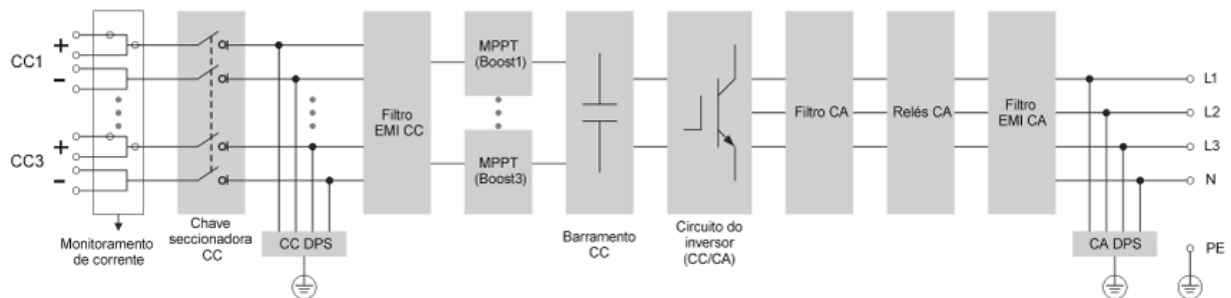 CC1
+
-
CC3
+
-
Monitoramento
de corrente
Chave
seccionadora
CC
CC DPS
Filtro
EMI CC
MPPT
(Boost1)
MPPT
(Boost3)
Barramento
CC
Circuito do
inversor
(CC/CA)
Filtro CA
Relés CA
Filtro
EMI CA
CA DPS
L1
L2
L3
N
PE